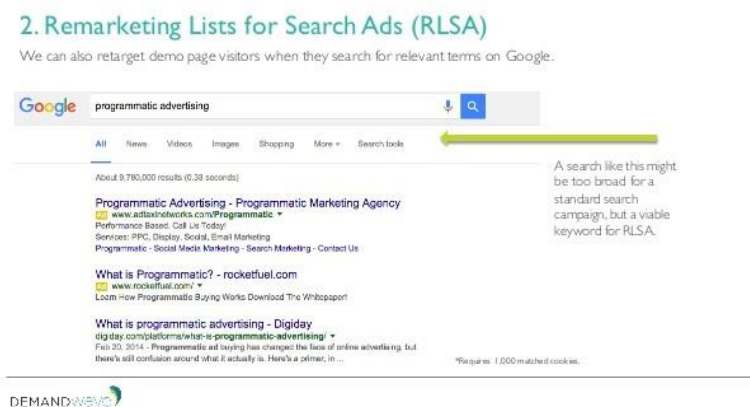 2. Remarketing Lists for Search Ads (RLSA)
We can also retarget demo page visitors when they search for relevant terms on Google.
Google programmatic advertising
All News Videos Images Shopping More Search tools
About 9,780,000 results (0.33 seconds)
Programmatic Advertising - Programmatic Marketing Agency
Ad www.adtaxinetworks.com/Programmatic
Performance Based. Call Us Today!
Services: PPC, Display, Social, Email Marketing
Programmatic - Social Media Marketing - Search Marketing - Contact Us
What is Programmatic? - rocketfuel.com
Ad www.rocketfuel.com/
Learn How Programmatic Buying Works Download The Whitepaper!
What is programmatic advertising - Digiday
digiday.com/platforms/what-is-programmatic-advertising/
Feb 20, 2014 - Programmatic ad buying has changed the face of online advertising, but
there's still confusion around what it actually is. Here's a primer, in ...
A search like this might
be too broad for a
standard search
campaign, but a viable
keyword for RLSA.
*Requires 1,000 matched cookies.
DEMANDWAVE